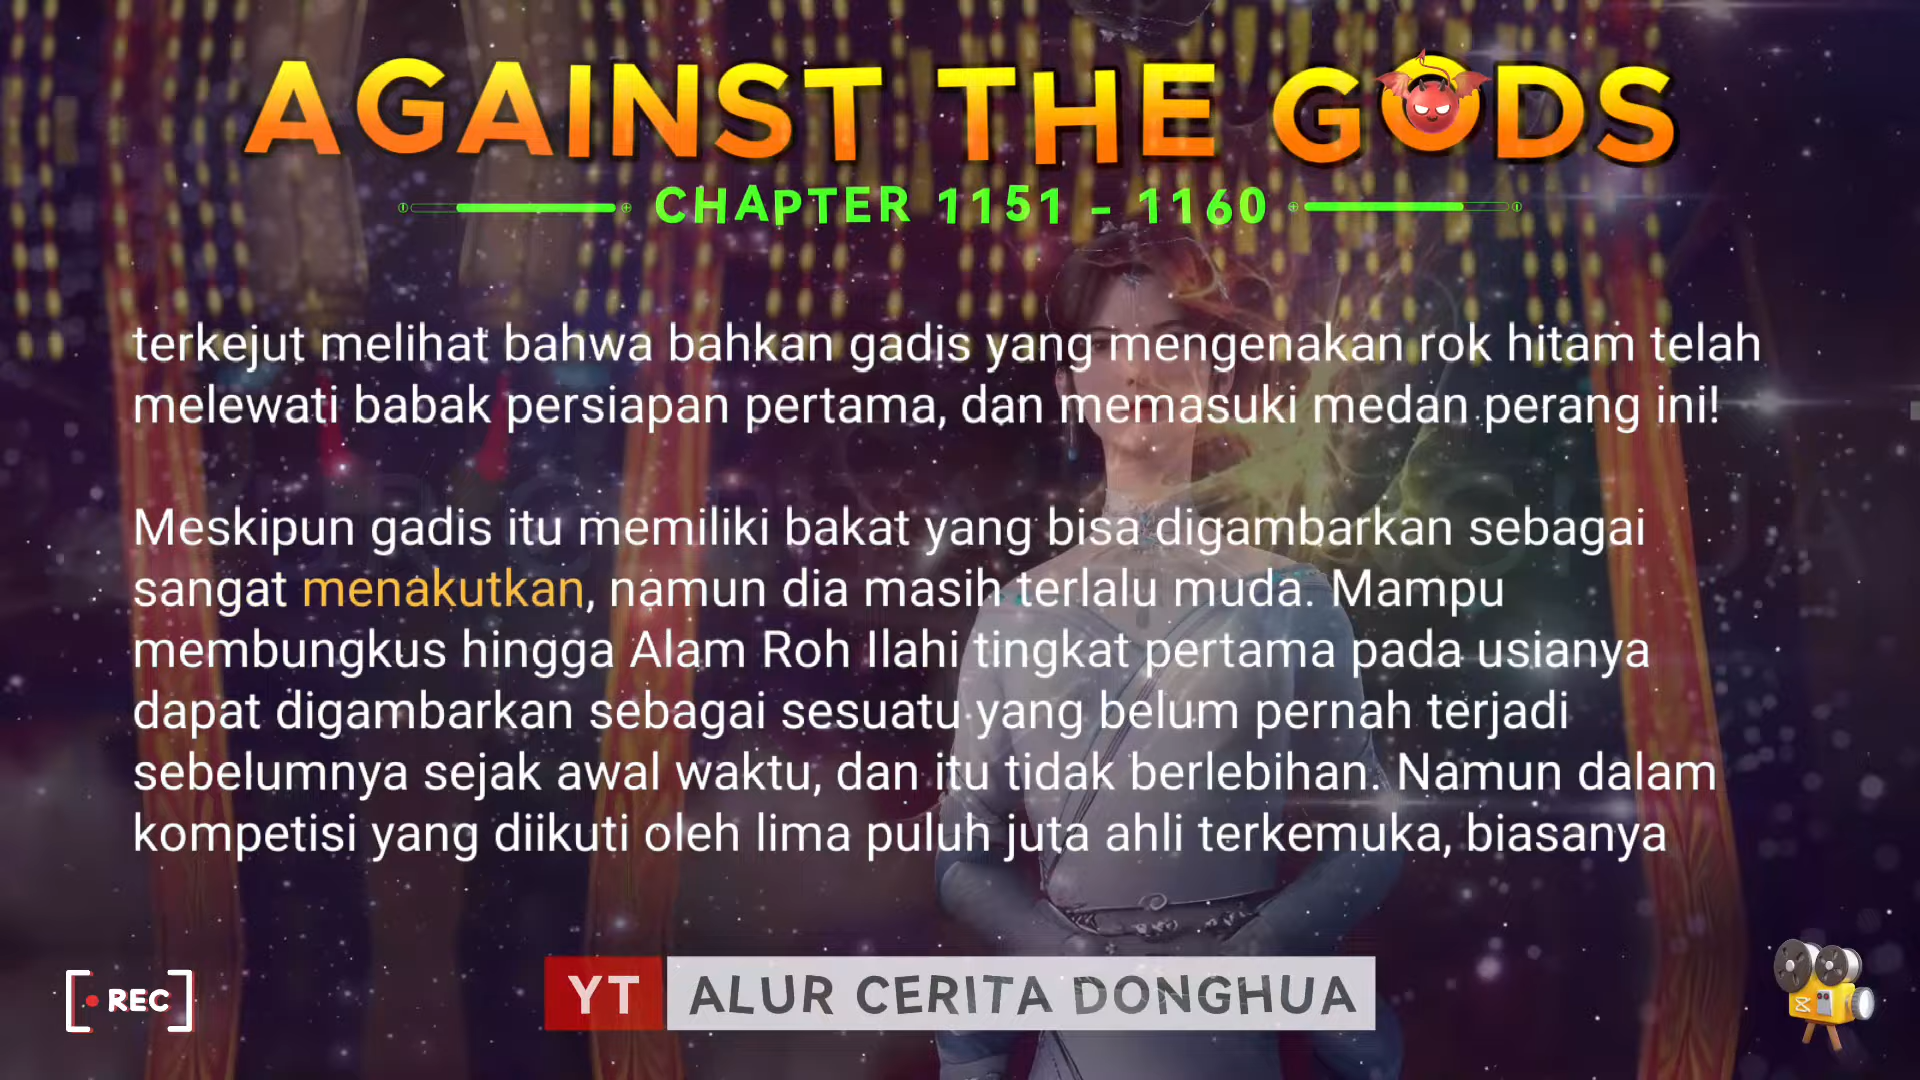 AGAINST THE GODS
CHAPTER 1151 - 1160
terkejut melihat bahwa bahkan gadis yang mengenakan rok hitam telah
melewati babak persiapan pertama, dan memasuki medan perang ini!
Meskipun gadis itu memiliki bakat yang bisa digambarkan sebagai
sangat menakutkan, namun dia masih terlalu muda. Mampu
membungkus hingga Alam Roh Ilahi tingkat pertama pada usianya
dapat digambarkan sebagai sesuatu yang belum pernah terjadi
sebelumnya sejak awal waktu, dan itu tidak berlebihan. Namun dalam
kompetisi yang diikuti oleh lima puluh juta ahli terkemuka, biasanya
REC
YT ALUR CERITA DONGHUA